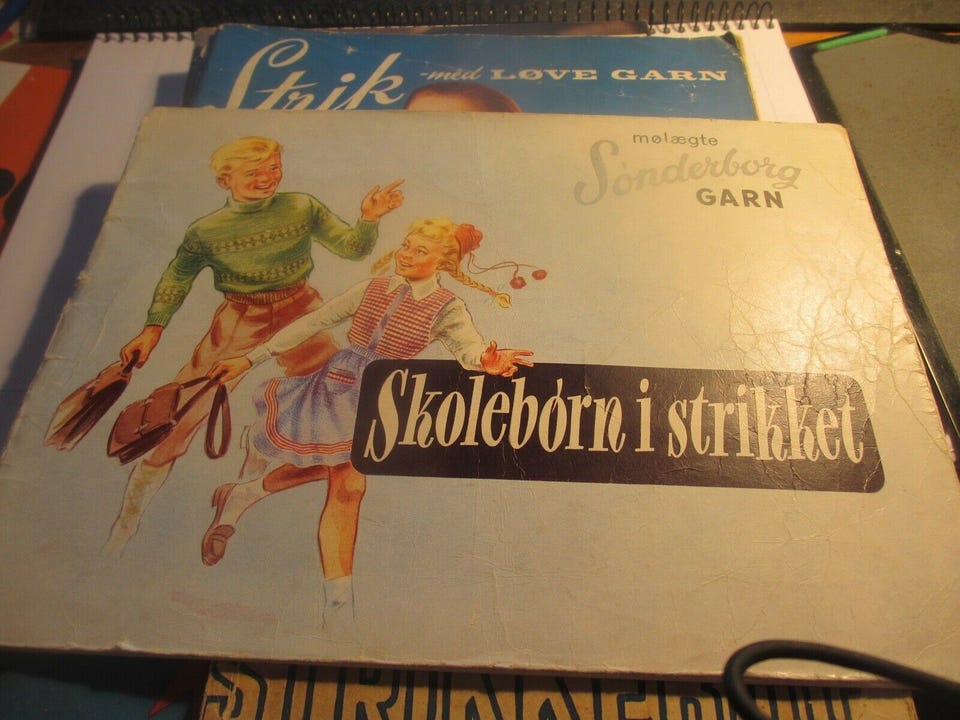 Strik -med LØVE GARN
mølægte
Sønderborg
GARN
Skolebørn i strikket